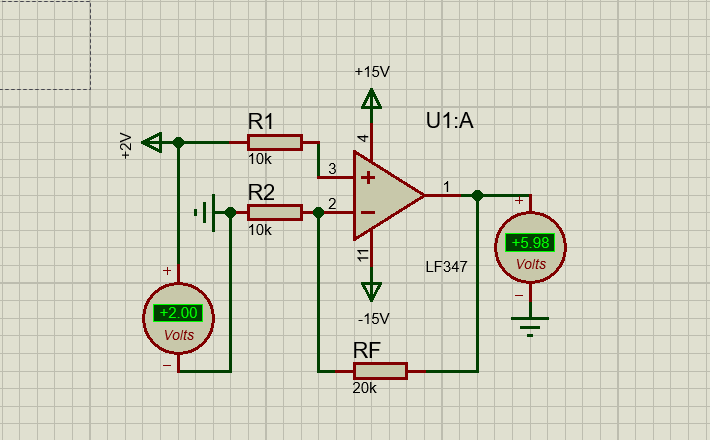 +15V
R1
U1:A
+2V
10k
4
3
+
1
R2
2
−
10k
11
LF347
+
+5.98
Volts
−
+
+2.00
Volts
−
-15V
RF
20k